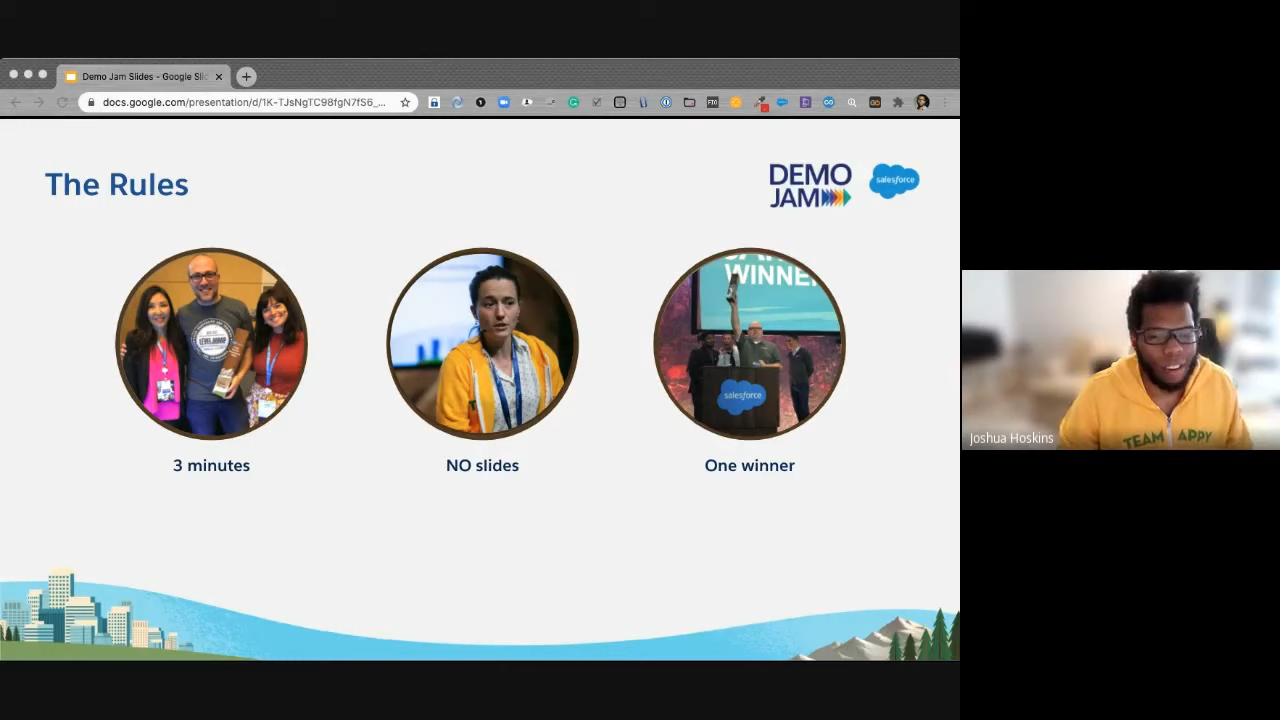 Demo Jam Slides - Google Slid
docs.google.com/presentation/d/1K-TJsNgTC98fgN7fS6_...
The Rules
DEMO
JAM
salesforce
WINNER
LEVELJUMP
salesforce
3 minutes
NO slides
One winner
TEAM APPY
Joshua Hoskins